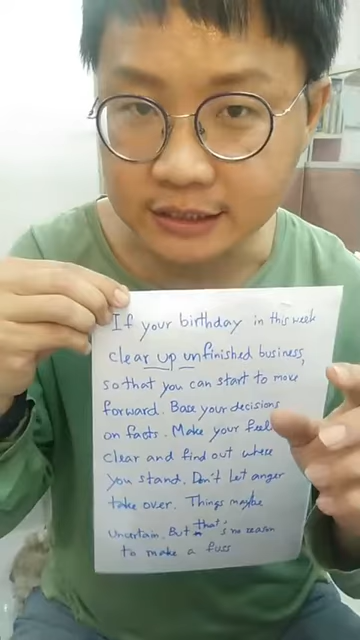 If your birthday in this week
clear up unfinished business,
so that you can start to move
forward. Base your decisions
on facts. Make your feel
clear and find out where
you stand. Don't let anger
take over. Things maybe
Uncertain. But that's no reason
to make a fuss